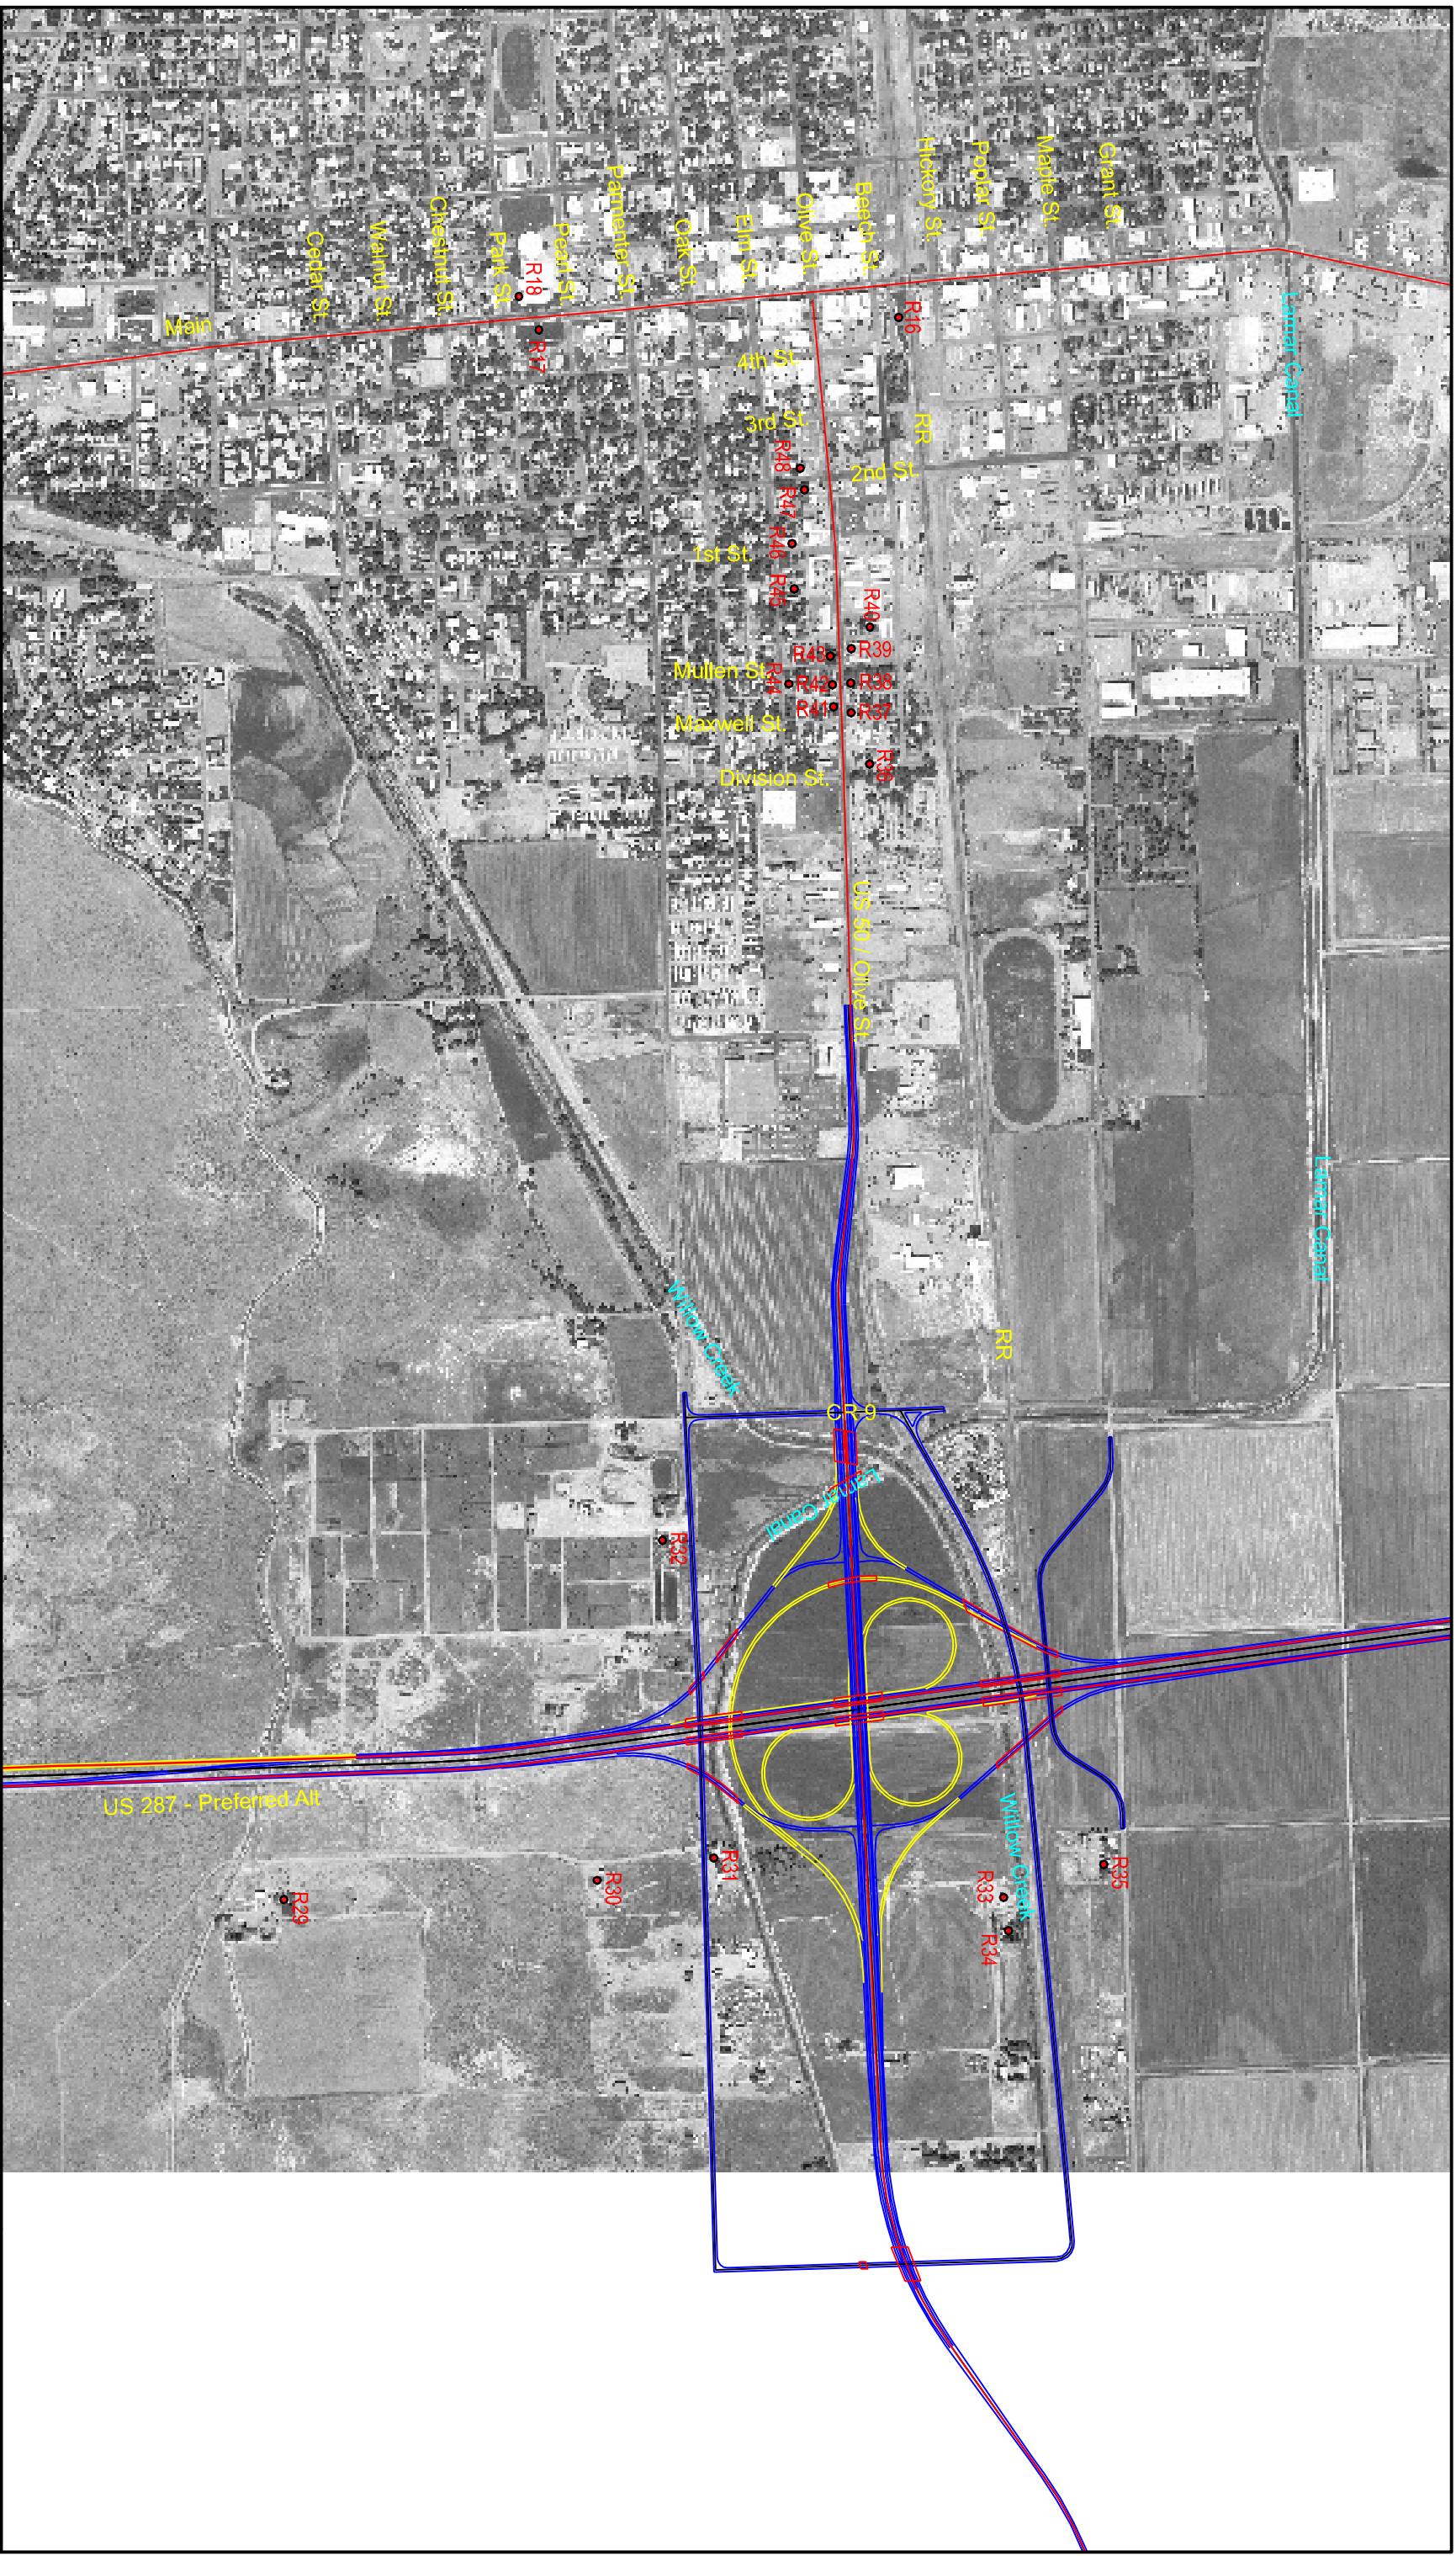 Hickory St.
Poplar St
Maple St.
Grant St.
Beech St.
Olive St.
Elm St.
Oak St
Parmenter St.
Pearl St.
Park St
Chestnut St.
Walnut St
Cedar St.
Main
R18
R17
R16
Lamar Canal
4th St.
3rd St.
RR
2nd St.
R48
R47
R46
1st St.
R45
R40
R39
R43
Mullen St.
R44
R42
R38
R41
R37
Maxwell St.
R36
Division St.
US 50 / Olive St
Lamar Canal
RR
Willow Creek
CR 9
Lamar Canal
R32
US 287 - Preferred Alt
Willow Creek
R31
R35
R30
R33
R29
R34